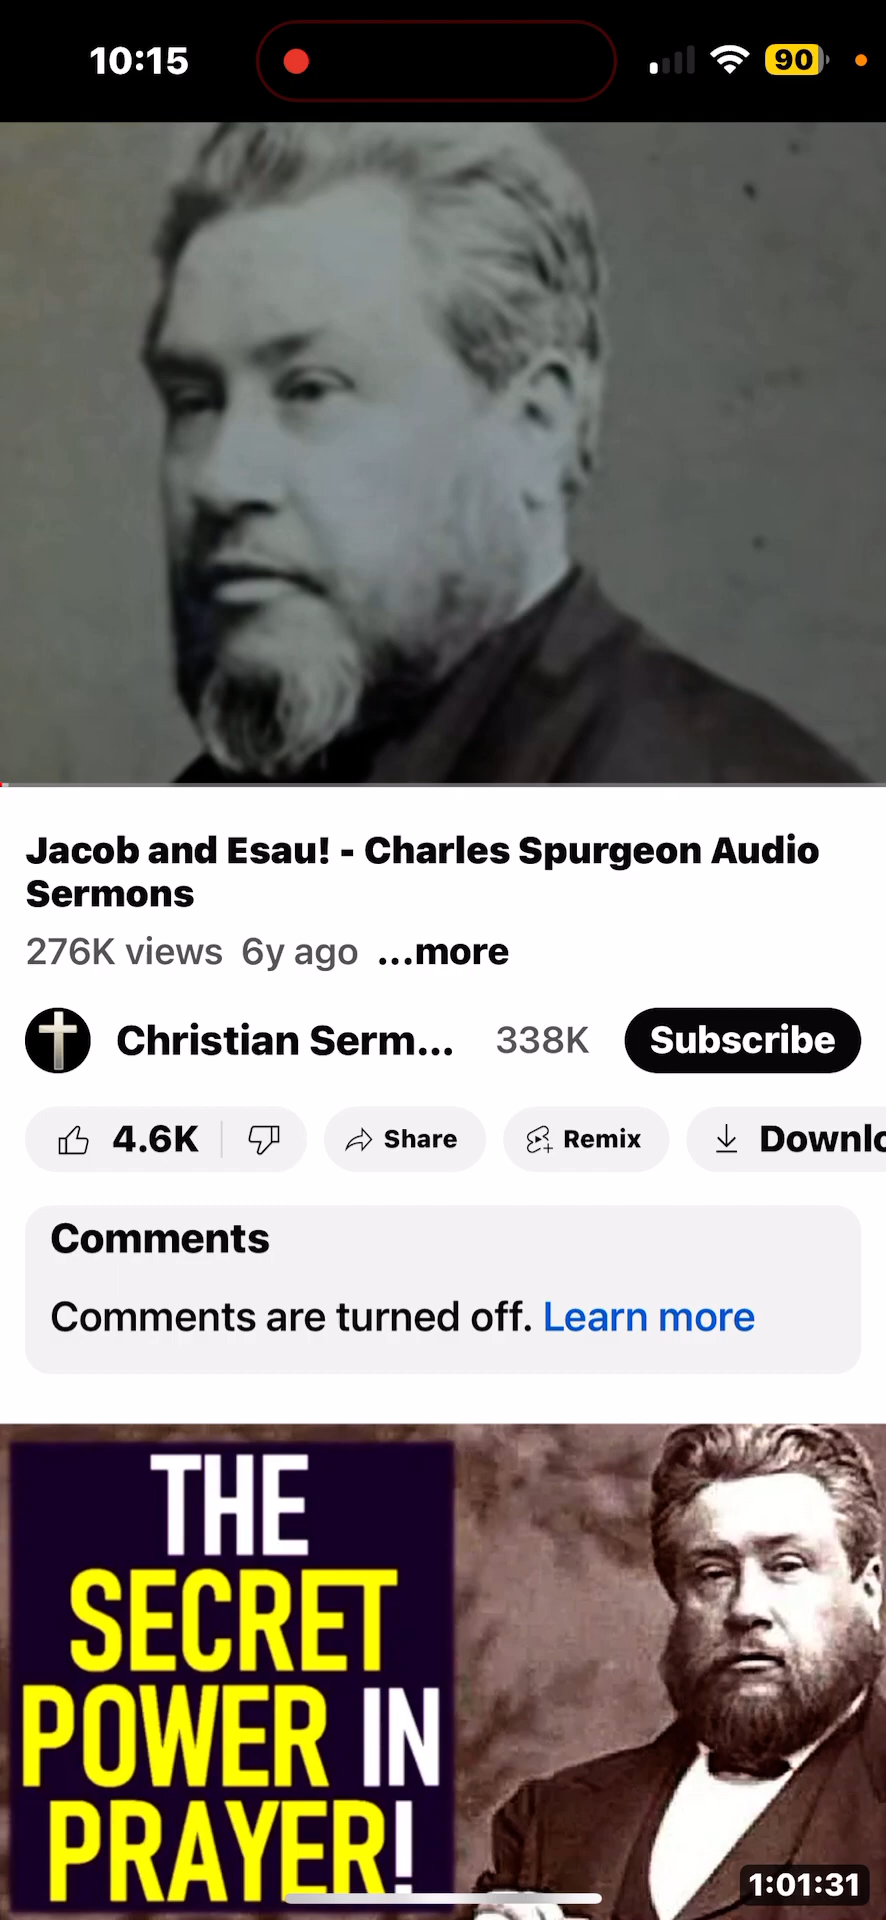 10:15
90
Jacob and Esau! - Charles Spurgeon Audio
Sermons
276K views 6y ago ...more
Christian Serm... 338K Subscribe
4.6K Share Remix Downlo
Comments
Comments are turned off. Learn more
THE
SECRET
POWER IN
PRAYER!
1:01:31